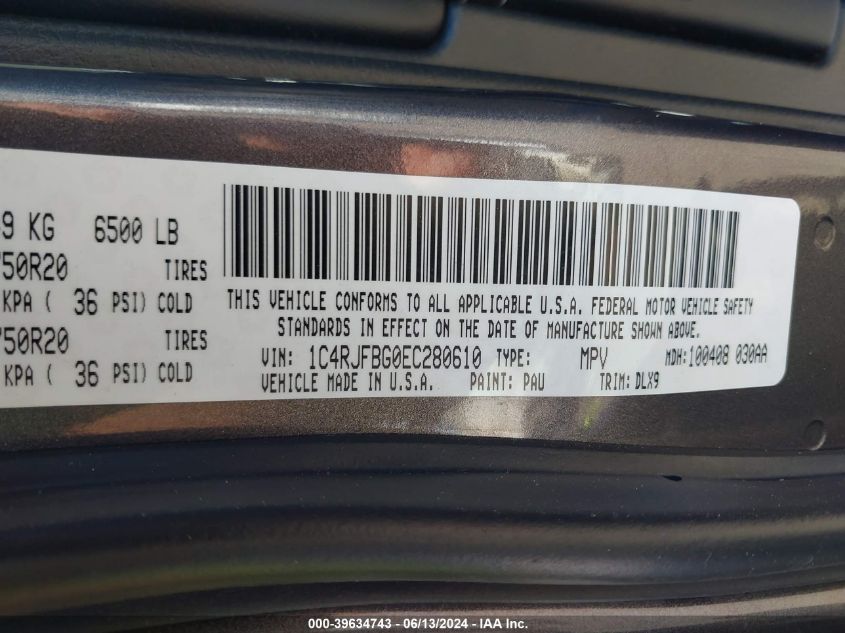 9 KG 6500 LB
50R20 TIRES
KPA ( 36 PSI) COLD
50R20 TIRES
KPA ( 36 PSI) COLD
THIS VEHICLE CONFORMS TO ALL APPLICABLE U.S.A. FEDERAL MOTOR VEHICLE SAFETY
STANDARDS IN EFFECT ON THE DATE OF MANUFACTURE SHOWN ABOVE.
VIN: 1C4RJFBG0EC280610 TYPE: MPV MDH:100408 030AA
VEHICLE MADE IN U.S.A. PAINT: PAU TRIM: DLX9
1000-39634743 - 06/13/2024 - IAA Inc.